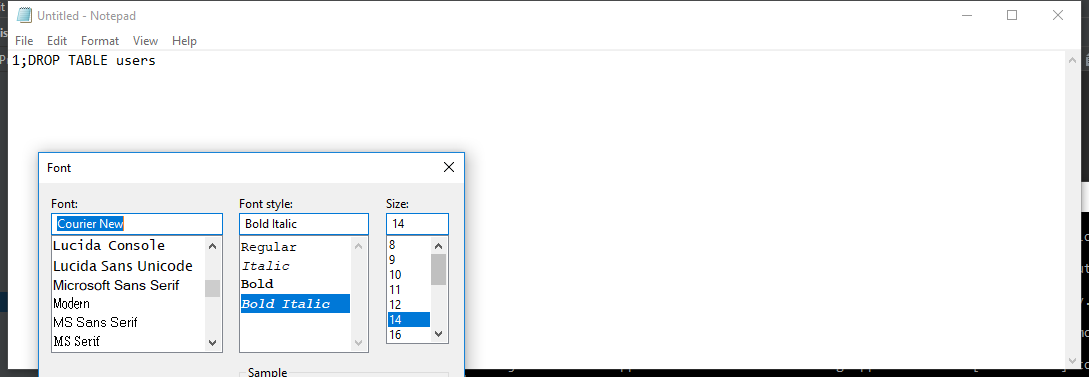 Untitled - Notepad
File Edit Format View Help
1;DROP TABLE users
Font
Font:
Font style:
Size:
Courier New
Bold Italic
14
Lucida Console
Lucida Sans Unicode
Microsoft Sans Serif
Modern
MS Sans Serif
MS Serif
Regular
Italic
Bold
Bold Italic
8
9
10
11
12
14
16
Sample